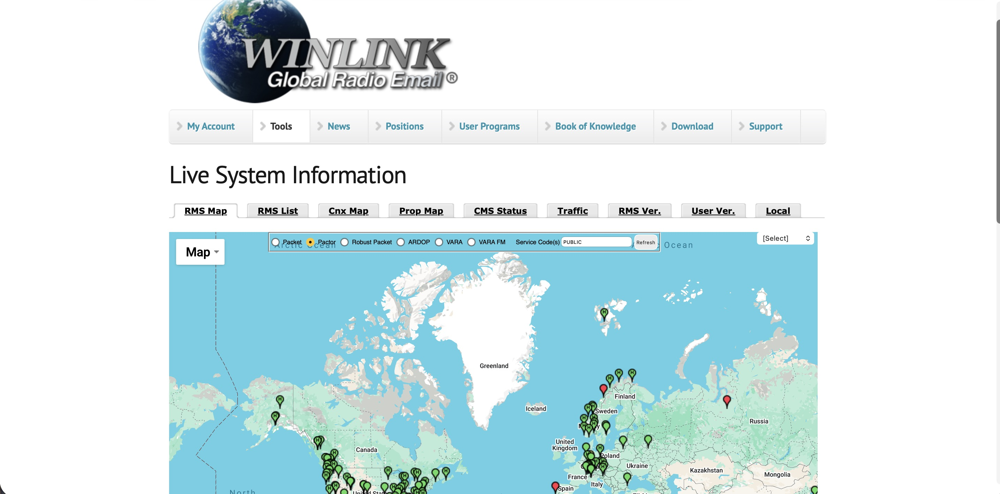 WINLINK
Global Radio Email ®
My Account
Tools
News
Positions
User Programs
Book of Knowledge
Download
Support
Live System Information
RMS Map
RMS List
Cnx Map
Prop Map
CMS Status
Traffic
RMS Ver.
User Ver.
Local
Map
Packet
Pactor
Robust Packet
ARDOP
VARA
VARA FM
Service Code(s)
PUBLIC
Refresh
[Select]
Arctic Ocean
Ocean
Greenland
Finland
Iceland
Sweden
Russia
United
Kingdom
Canada
Poland
Ukraine
Kazakhstan
Mongolia
France
Italy
Spain
North